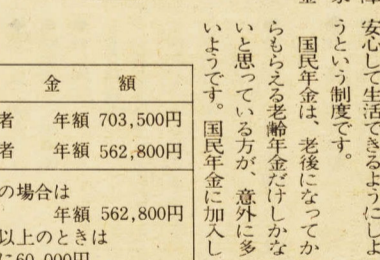 安心して生活できるようにしよ
うという制度です。
国民年金は、老後になってか
らもらえる老齢年金だけしかな
いと思っている方が、意外に多
いようです。国民年金に加入し
金 額
者 年額 703,500円
者 年額 562,800円
の場合は
年額 562,800円
以上のときは
に60,000円